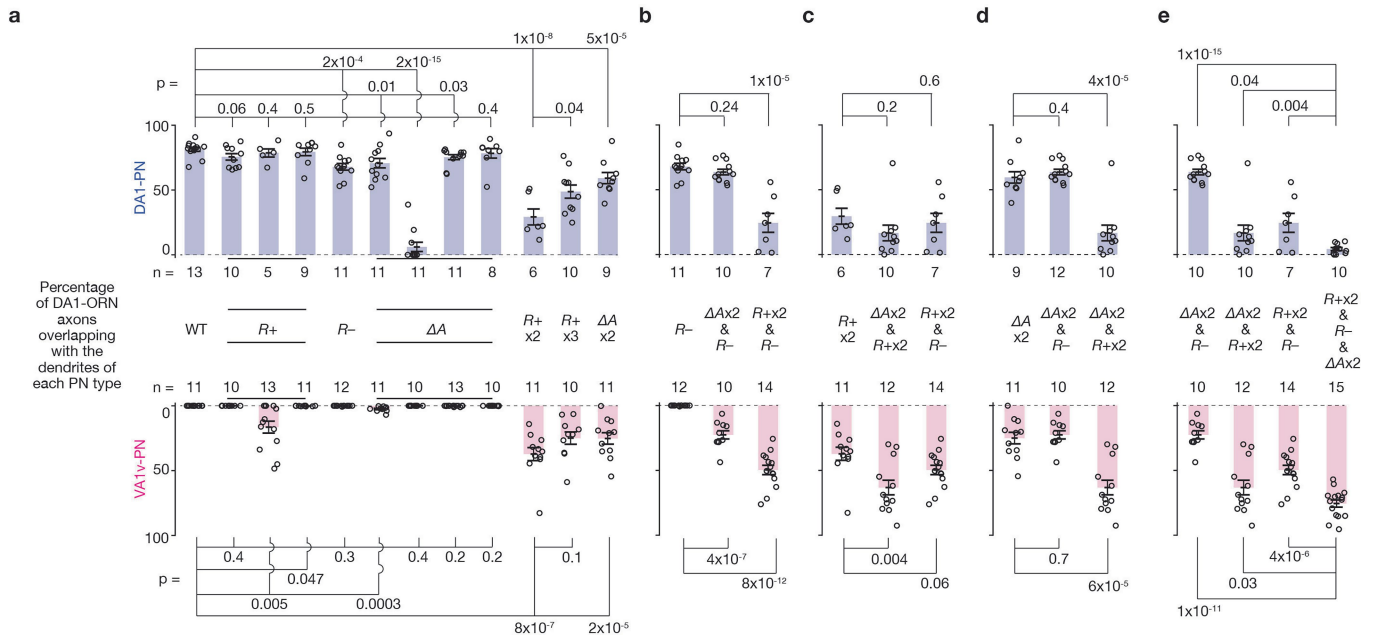 a
b
c
d
e
1x10-8
5x10-5
2x10-4
2x10-15
p =
0.01
0.03
0.06
0.4
0.5
0.4
0.04
1x10-5
0.24
0.6
0.2
4x10-5
0.4
1x10-15
0.04
0.004
DA1-PN
100
50
0
n =
13 10 5 9 11 11 11 11 8 6 10 9
11 10 7
6 10 7
9 12 10
10 10 7 10
Percentage
of DA1-ORN
axons
overlapping
with the
dendrites of
each PN type
WT
R+
R−
ΔA
R+
x2
R+
x3
ΔA
x2
R−
ΔAx2
&
R−
R+x2
&
R−
R+
x2
ΔAx2
&
R+x2
R+x2
&
R−
ΔA
x2
ΔAx2
&
R−
ΔAx2
&
R+x2
ΔAx2
&
R−
ΔAx2
&
R+x2
R+x2
&
R−
R+x2
&
R−
&
ΔAx2
n =
11 10 13 11 12 11 10 13 10 11 10 11
12 10 14
11 12 14
11 10 12
10 12 14 15
VA1v-PN
0
50
100
p =
0.4
0.3
0.4
0.2
0.2
0.1
0.047
0.005
0.0003
8x10-7
2x10-5
4x10-7
8x10-12
0.004
0.06
0.7
6x10-5
4x10-6
0.03
1x10-11